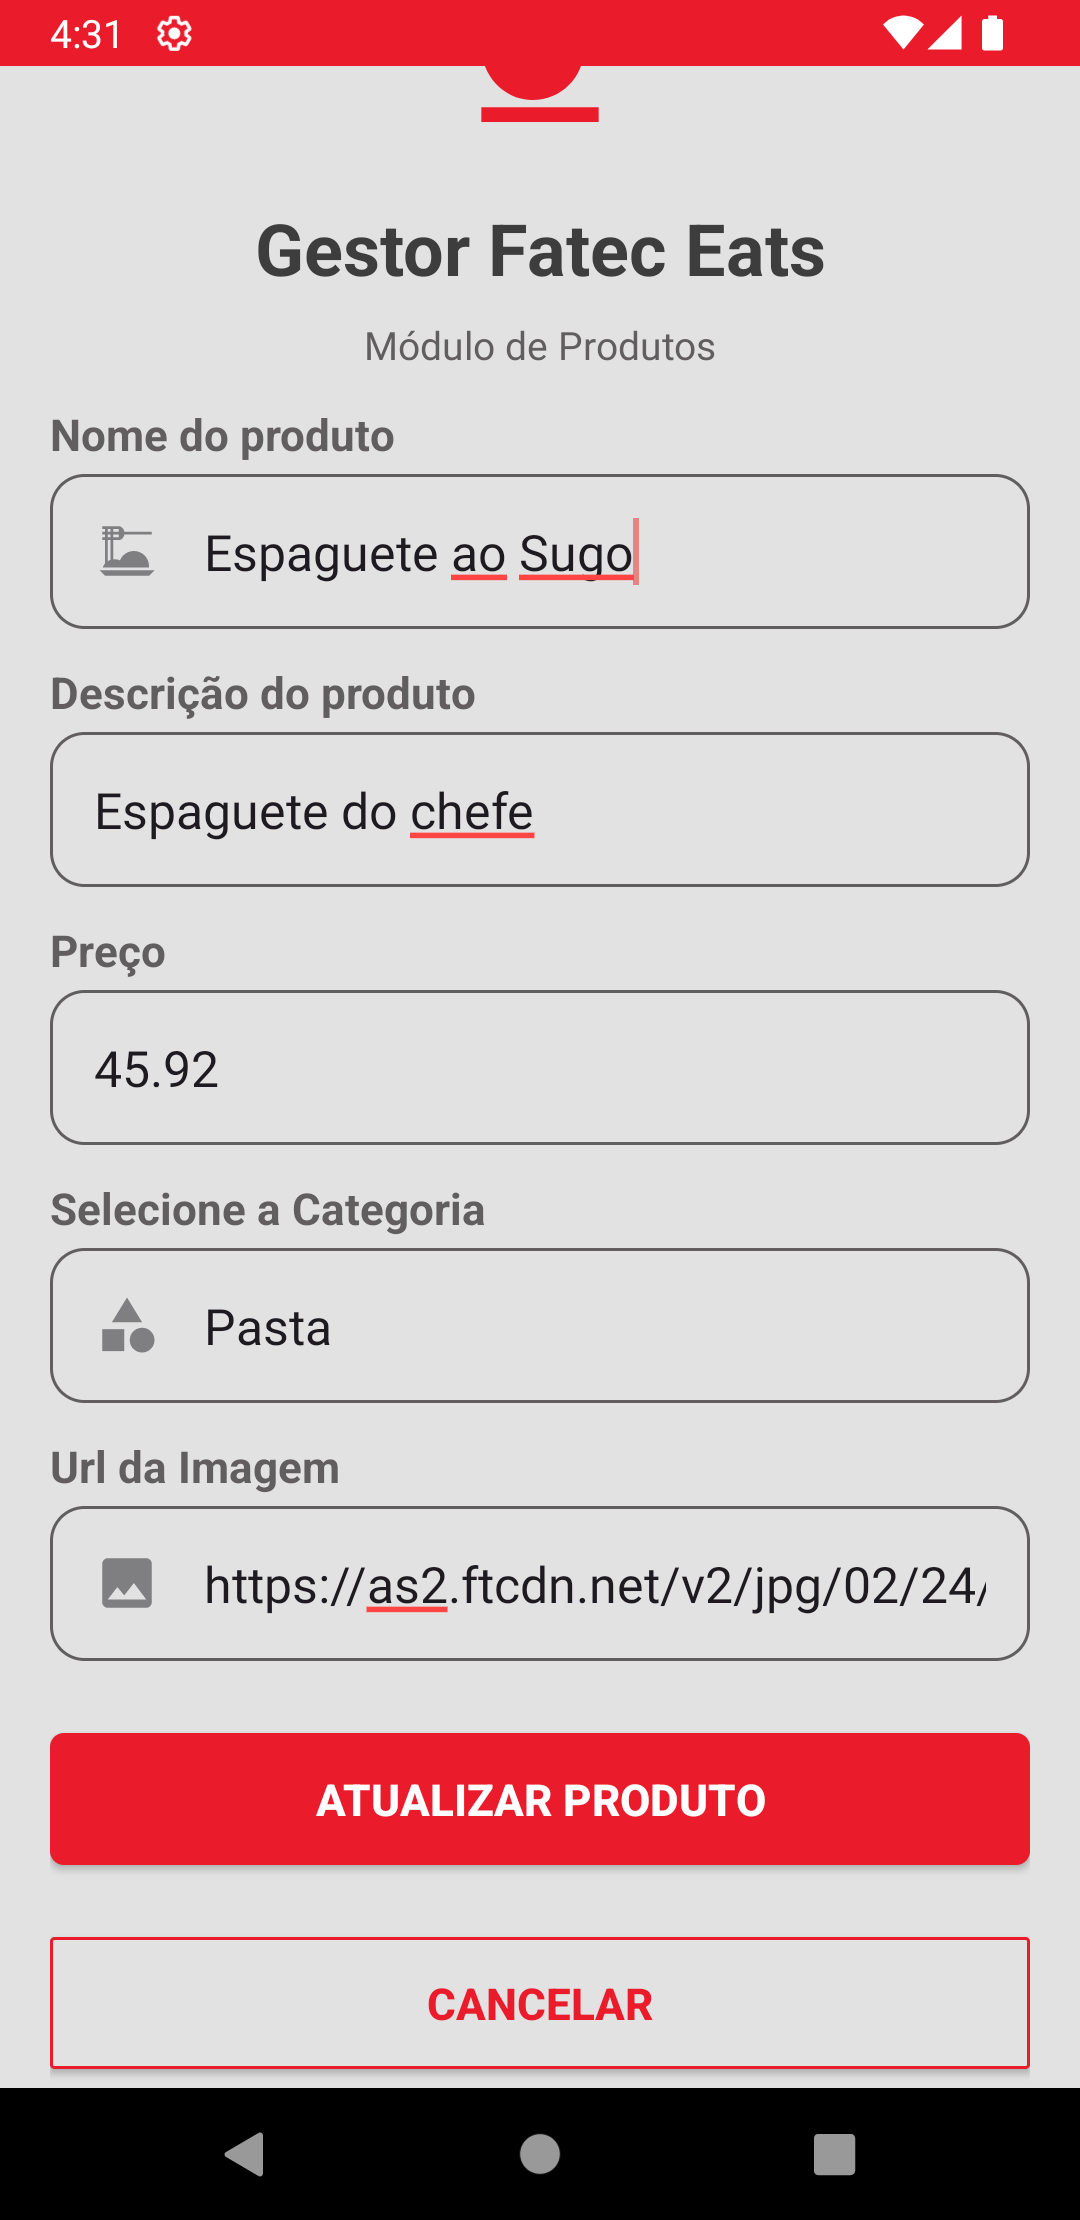 4:31
Gestor Fatec Eats
Módulo de Produtos
Nome do produto
Espaguete ao Sugo
Descrição do produto
Espaguete do chefe
Preço
45.92
Selecione a Categoria
Pasta
Url da Imagem
https://as2.ftcdn.net/v2/jpg/02/24/
ATUALIZAR PRODUTO
CANCELAR